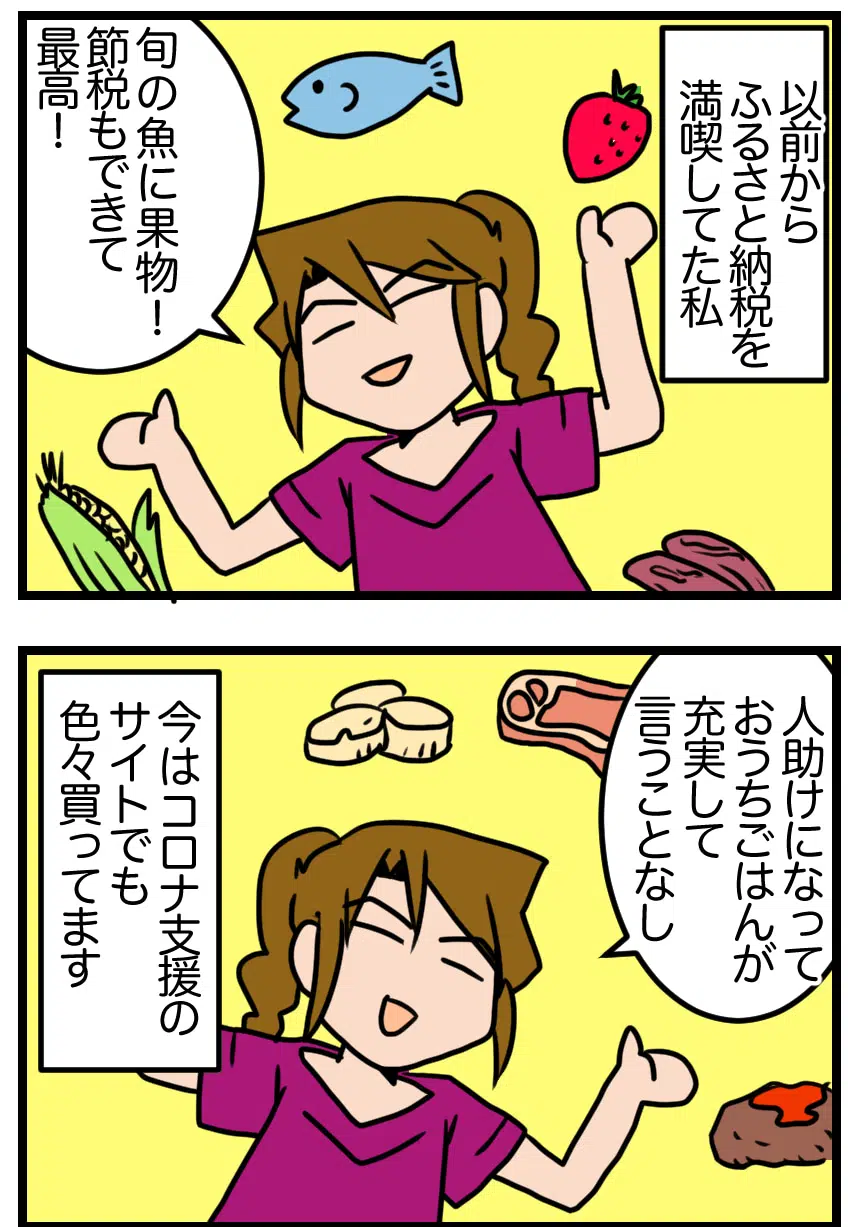 以前から
ふるさと納税を
満喫してた私
旬の魚に果物！
節税もできて
最高！
人助けになって
おうちごはんが
充実して
言うことなし
今はコロナ支援の
サイトでも
色々買ってます